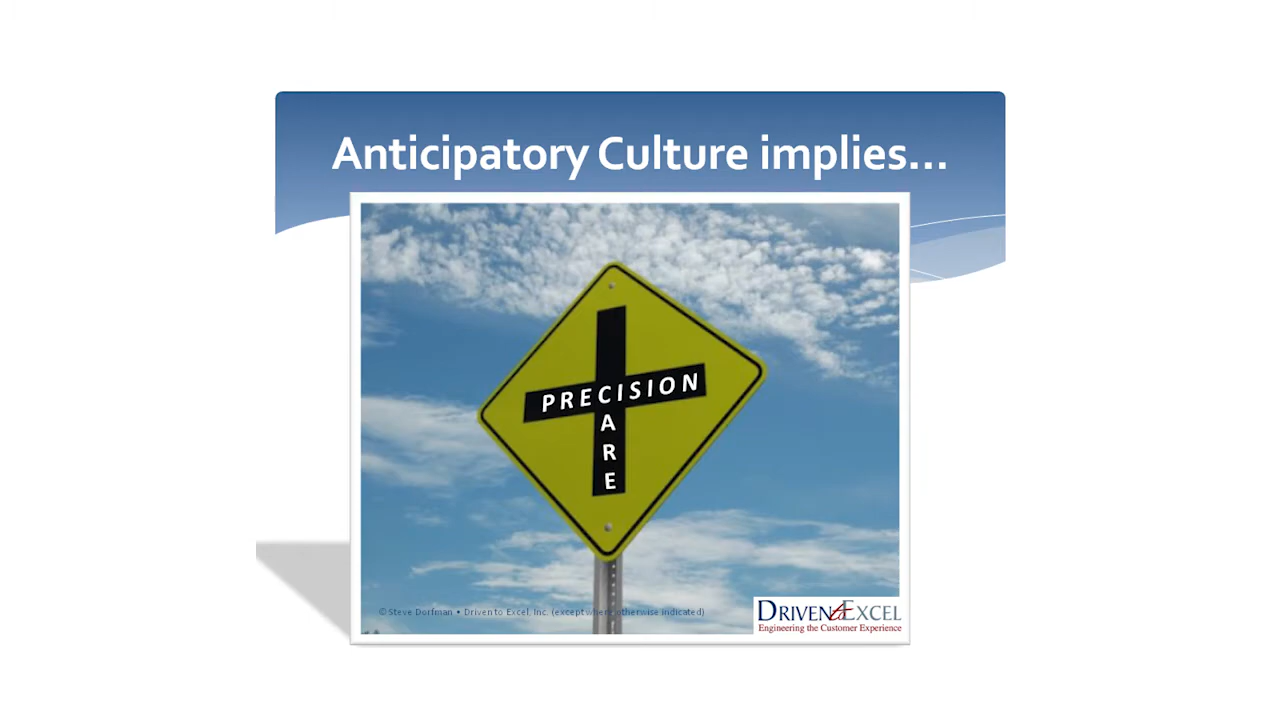 Anticipatory Culture implies...
PRECISION
A
R
E
© Steve Dorfman • Driven to Excel, Inc. (except where otherwise indicated)
DRIVEN to EXCEL
Engineering the Customer Experience